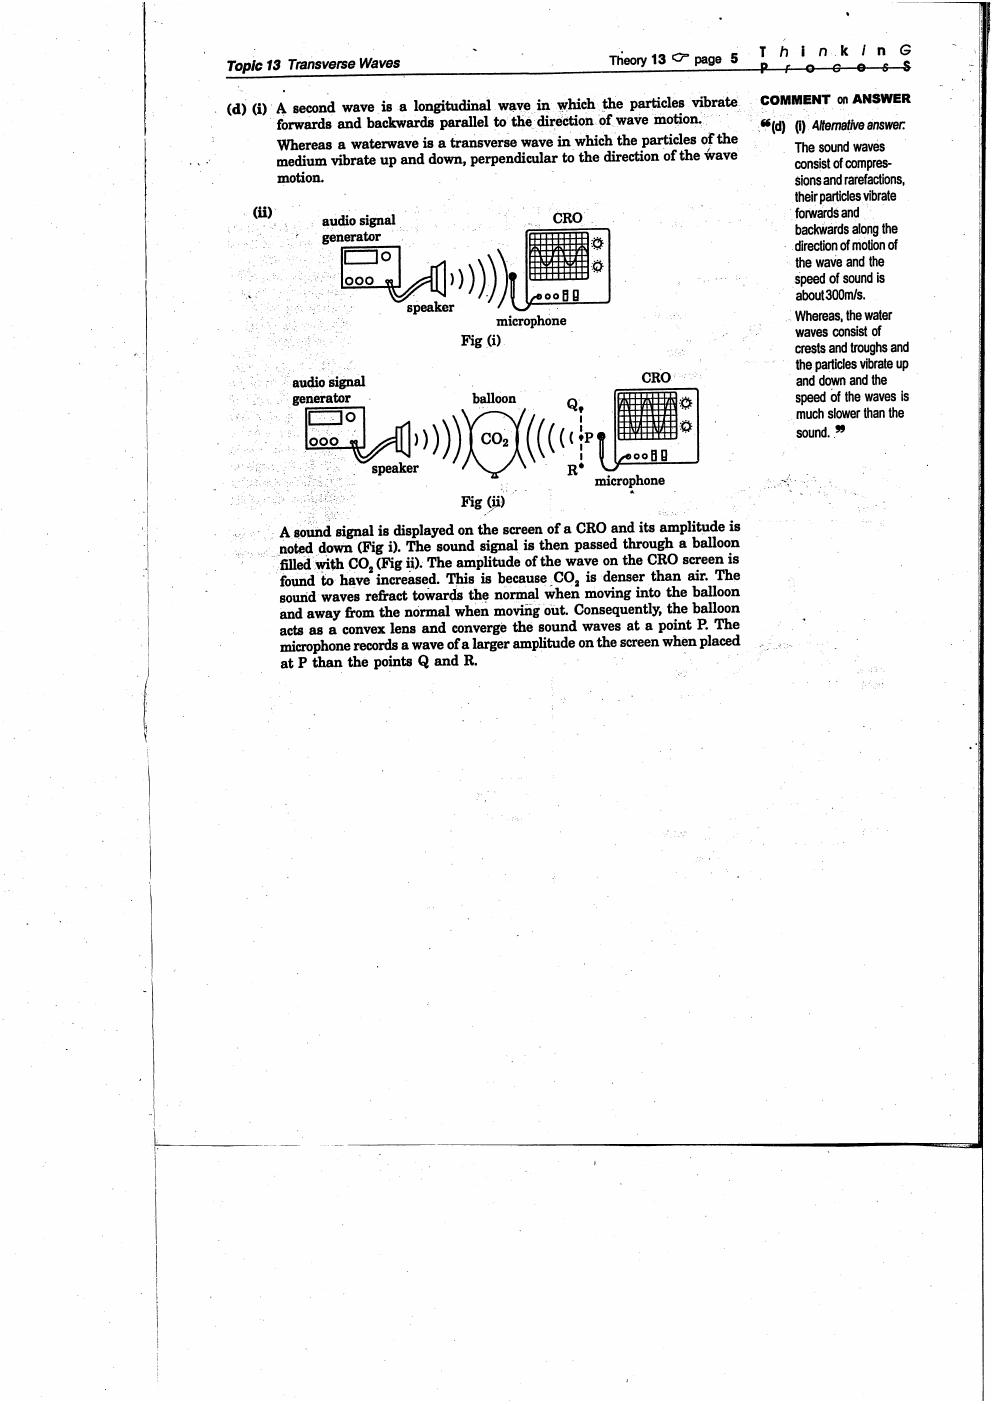 Topic 13 Transverse Waves
Theory 13 ☞ page 5
T h i n k i n G
P r o c e s S
(d) (i) A second wave is a longitudinal wave in which the particles vibrate
forwards and backwards parallel to the direction of wave motion.
Whereas a waterwave is a transverse wave in which the particles of the
medium vibrate up and down, perpendicular to the direction of the wave
motion.
(ii)
audio signal
generator
CRO
speaker
microphone
Fig (i)
audio signal
generator
balloon
CRO
Q
CO₂
P
R
speaker
microphone
Fig (ii)
A sound signal is displayed on the screen of a CRO and its amplitude is
noted down (Fig i). The sound signal is then passed through a balloon
filled with CO₂ (Fig ii). The amplitude of the wave on the CRO screen is
found to have increased. This is because CO₂ is denser than air. The
sound waves refract towards the normal when moving into the balloon
and away from the normal when moving out. Consequently, the balloon
acts as a convex lens and converge the sound waves at a point P. The
microphone records a wave of a larger amplitude on the screen when placed
at P than the points Q and R.
COMMENT on ANSWER
“(d) (i) Alternative answer:
The sound waves
consist of compres-
sions and rarefactions,
their particles vibrate
forwards and
backwards along the
direction of motion of
the wave and the
speed of sound is
about 300m/s.
Whereas, the water
waves consist of
crests and troughs and
the particles vibrate up
and down and the
speed of the waves is
much slower than the
sound. ”